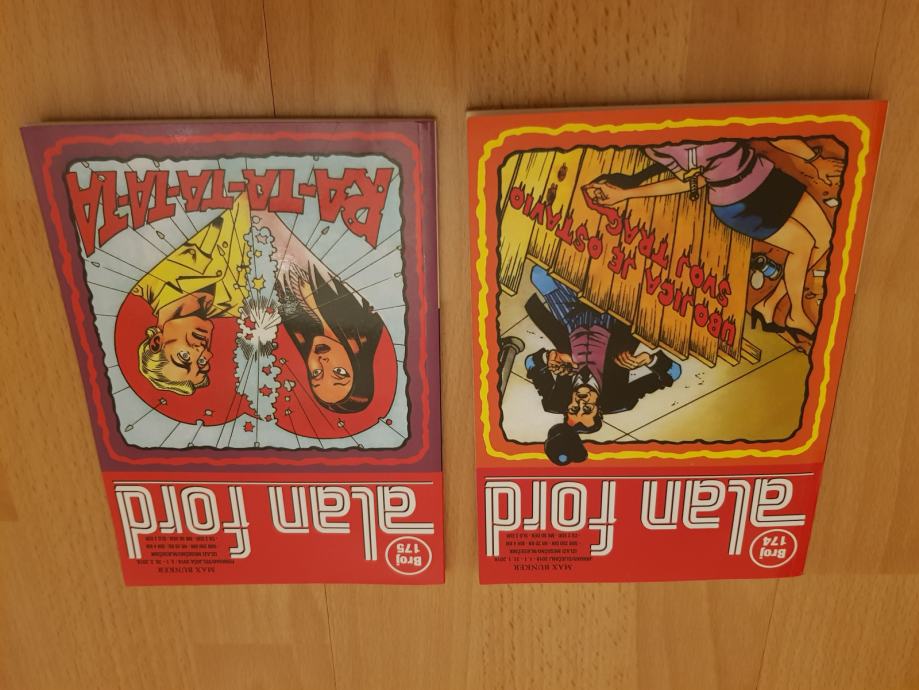 MAX BUNKER
Broj
175
alan ford
RA-TA-TA-TA-TA
MAX BUNKER
Broj
174
alan ford
UBOJICA JE OSTAVIO
SVOJ TRAG